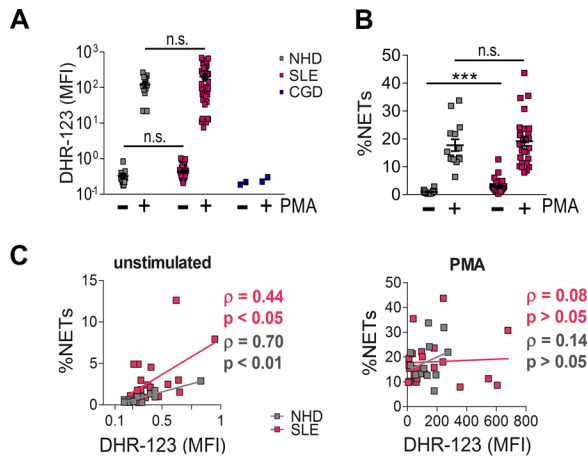 A
n.s.
NHD
SLE
CGD
DHR-123 (MFI)
10³
10²
10¹
10⁰
10⁻¹
n.s.
- + - + - + PMA
B
n.s.
***
%NETs
50
40
30
20
10
0
- + - + PMA
C
unstimulated
%NETs
15
10
5
0
ρ = 0.44
p < 0.05
ρ = 0.70
p < 0.01
0.1 0.5 1
DHR-123 (MFI)
NHD
SLE
PMA
%NETs
50
40
30
20
10
0
ρ = 0.08
p > 0.05
ρ = 0.14
p > 0.05
0 200 400 600 800
DHR-123 (MFI)